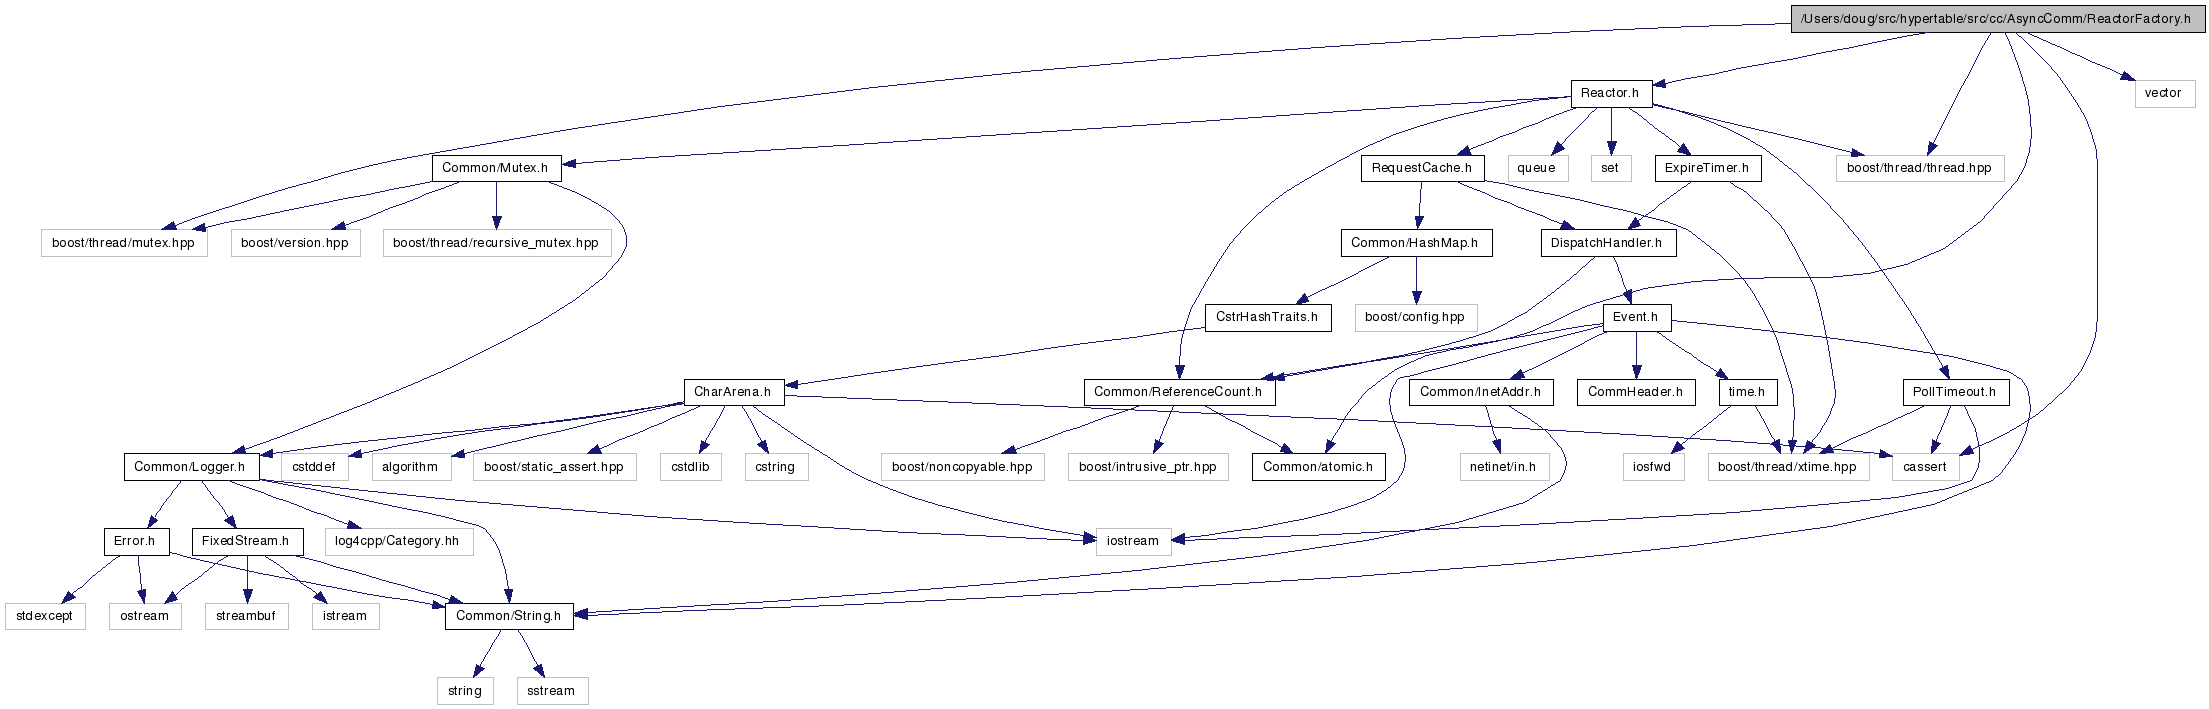 /Users/doug/src/hypertable/src/cc/AsyncComm/ReactorFactory.h
Reactor.h
vector
Common/Mutex.h
RequestCache.h
queue
set
ExpireTimer.h
boost/thread/thread.hpp
boost/thread/mutex.hpp
boost/version.hpp
boost/thread/recursive_mutex.hpp
Common/HashMap.h
DispatchHandler.h
CstrHashTraits.h
boost/config.hpp
Event.h
CharArena.h
Common/ReferenceCount.h
Common/InetAddr.h
CommHeader.h
time.h
PollTimeout.h
Common/Logger.h
cstddef
algorithm
boost/static_assert.hpp
cstdlib
cstring
boost/noncopyable.hpp
boost/intrusive_ptr.hpp
Common/atomic.h
netinet/in.h
iosfwd
boost/thread/xtime.hpp
cassert
Error.h
FixedStream.h
log4cpp/Category.hh
iostream
stdexcept
ostream
streambuf
istream
Common/String.h
string
sstream